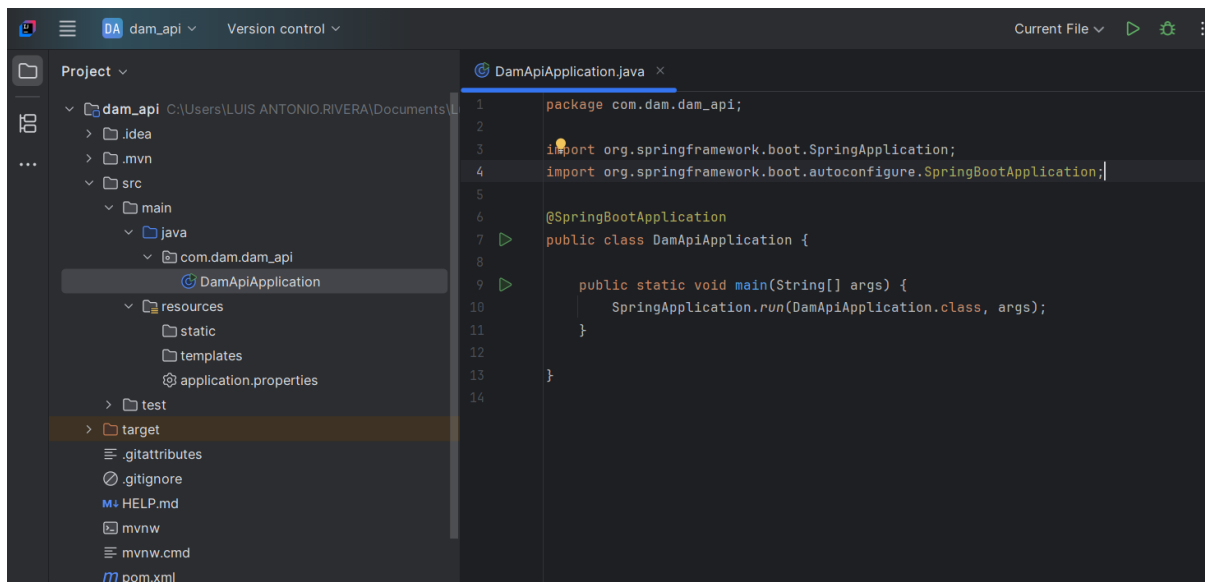 DA dam_api Version control Current File
Project
DamApiApplication.java
dam_api C:\Users\LUIS ANTONIO.RIVERA\Documents\L
.idea
.mvn
src
main
java
com.dam.dam_api
DamApiApplication
resources
static
templates
application.properties
test
target
.gitattributes
.gitignore
M↓ HELP.md
mvnw
mvnw.cmd
m pom.xml
1 package com.dam.dam_api;
2
3 import org.springframework.boot.SpringApplication;
4 import org.springframework.boot.autoconfigure.SpringBootApplication;
5
6 @SpringBootApplication
7 public class DamApiApplication {
8
9 public static void main(String[] args) {
10 SpringApplication.run(DamApiApplication.class, args);
11 }
12
13 }
14